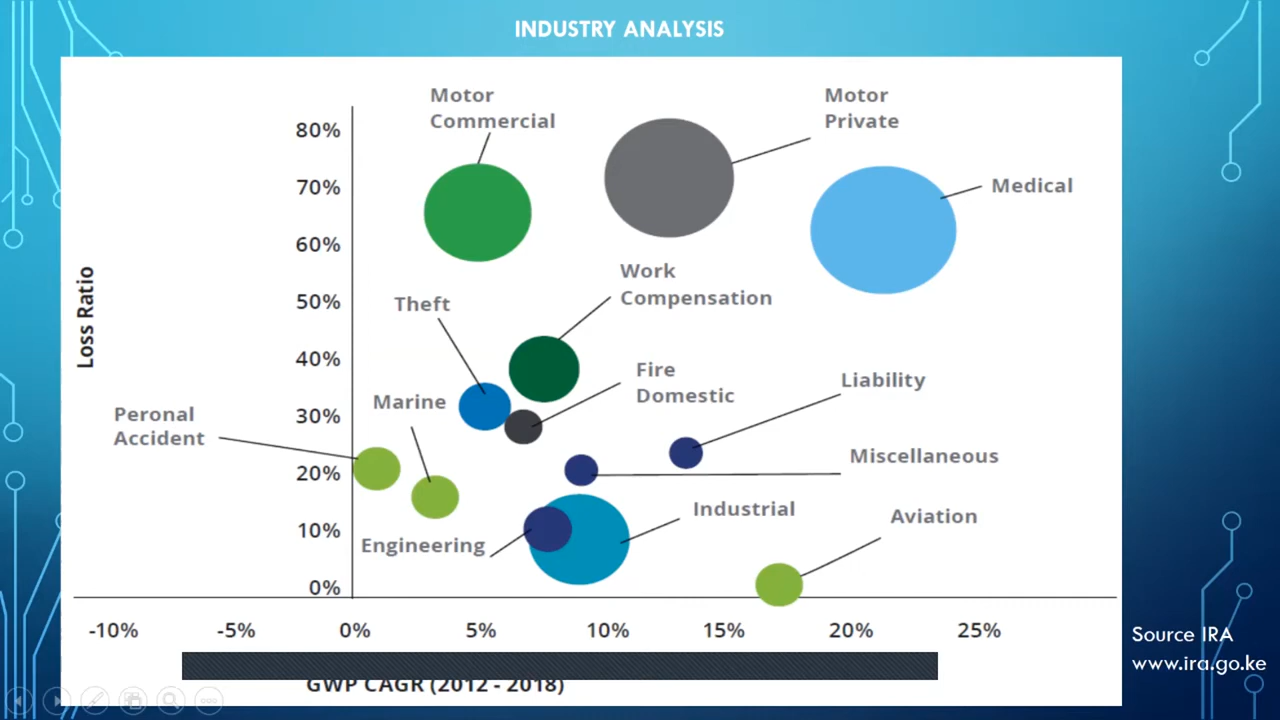 INDUSTRY ANALYSIS
Motor
Commercial
Motor
Private
80%
70%
Medical
60%
Work
Compensation
50%
Theft
Loss Ratio
40%
Fire
Domestic
Liability
Marine
30%
Peronal
Accident
Miscellaneous
20%
Industrial
Aviation
10%
Engineering
0%
-10%
-5%
0%
5%
10%
15%
20%
25%
GWP CAGR (2012 - 2018)
Source IRA
www.ira.go.ke